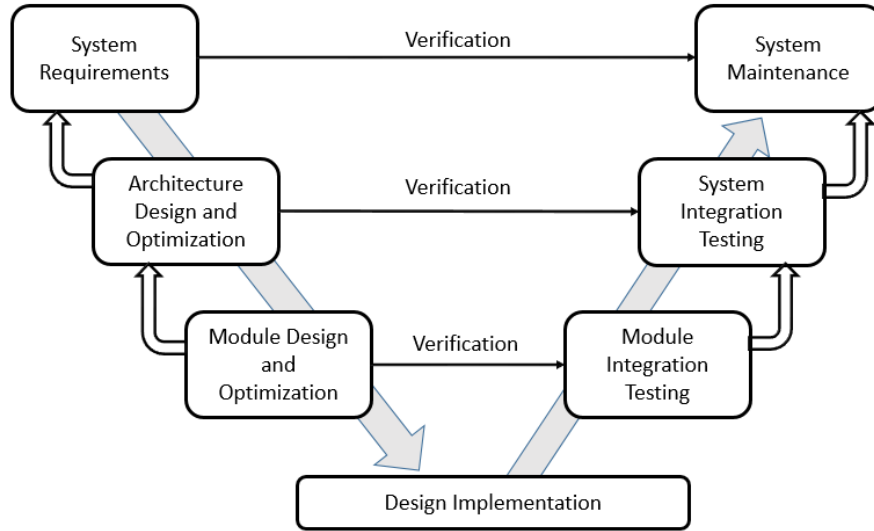 System
Requirements
Verification
System
Maintenance
Architecture
Design and
Optimization
Verification
System
Integration
Testing
Module Design
and
Optimization
Verification
Module
Integration
Testing
Design Implementation